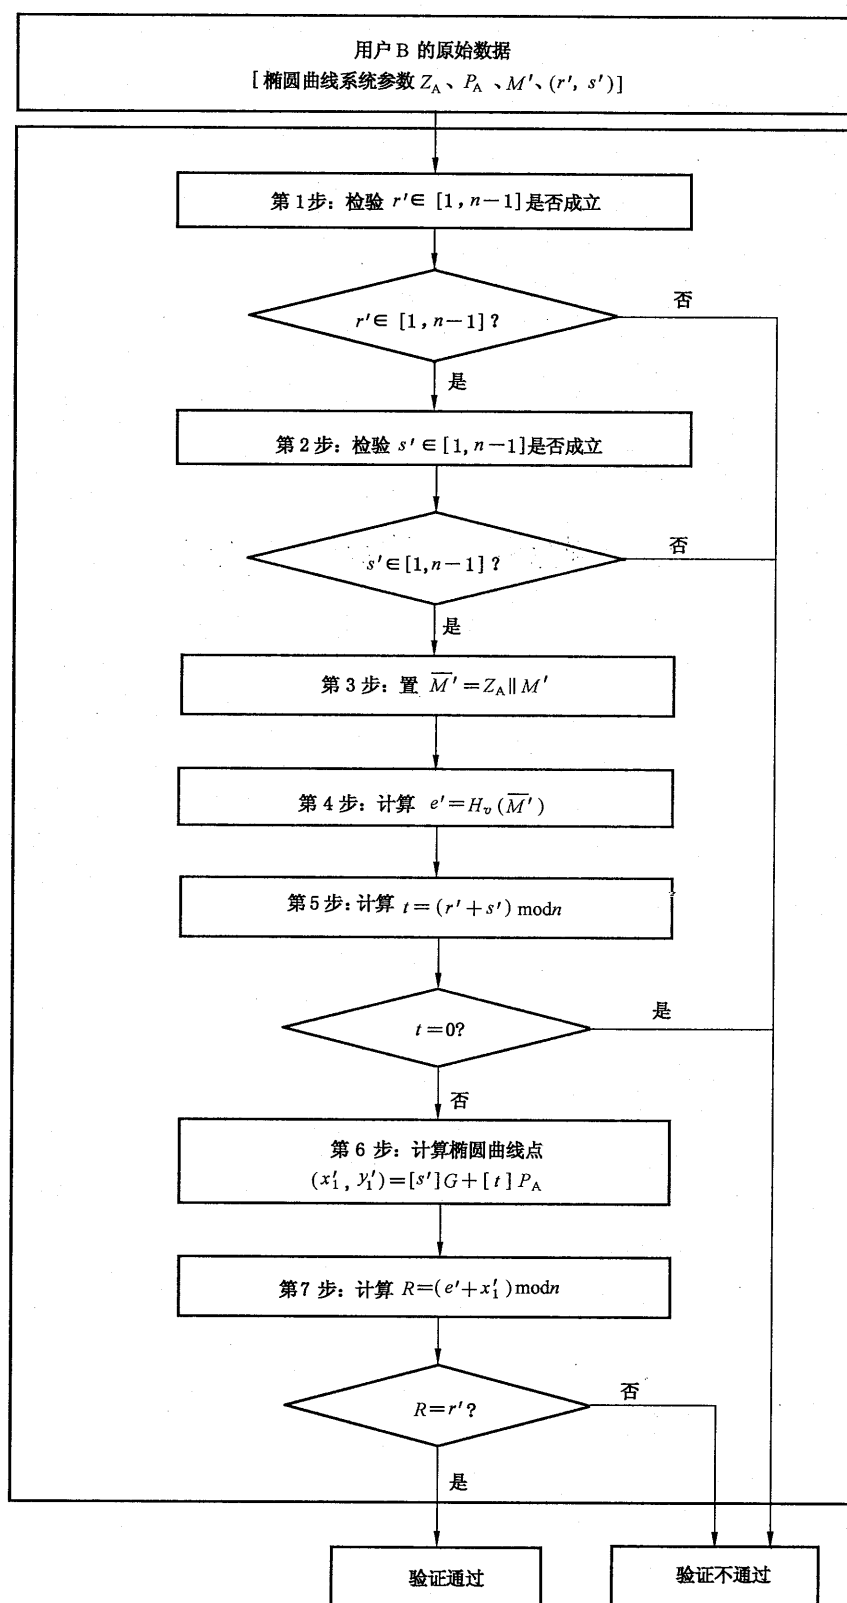 用户 B 的原始数据
[椭圆曲线系统参数 Z_A、P_A、M′、(r′, s′)]
第 1步：检验 r′∈ [1, n−1]是否成立
r′∈ [1, n−1]?
否
是
第 2 步：检验 s′∈[1, n−1]是否成立
s′∈[1,n−1]?
否
是
第 3 步：置 M̅′=Z_A∥M′
第 4 步：计算 e′=H_v(M̅′)
第 5 步：计算 t=(r′+s′) modn
t=0?
是
否
第 6 步：计算椭圆曲线点
(x′₁, y′₁)=[s′]G+[t]P_A
第7 步：计算 R=(e′+x′₁)modn
R=r′?
否
是
验证通过
验证不通过